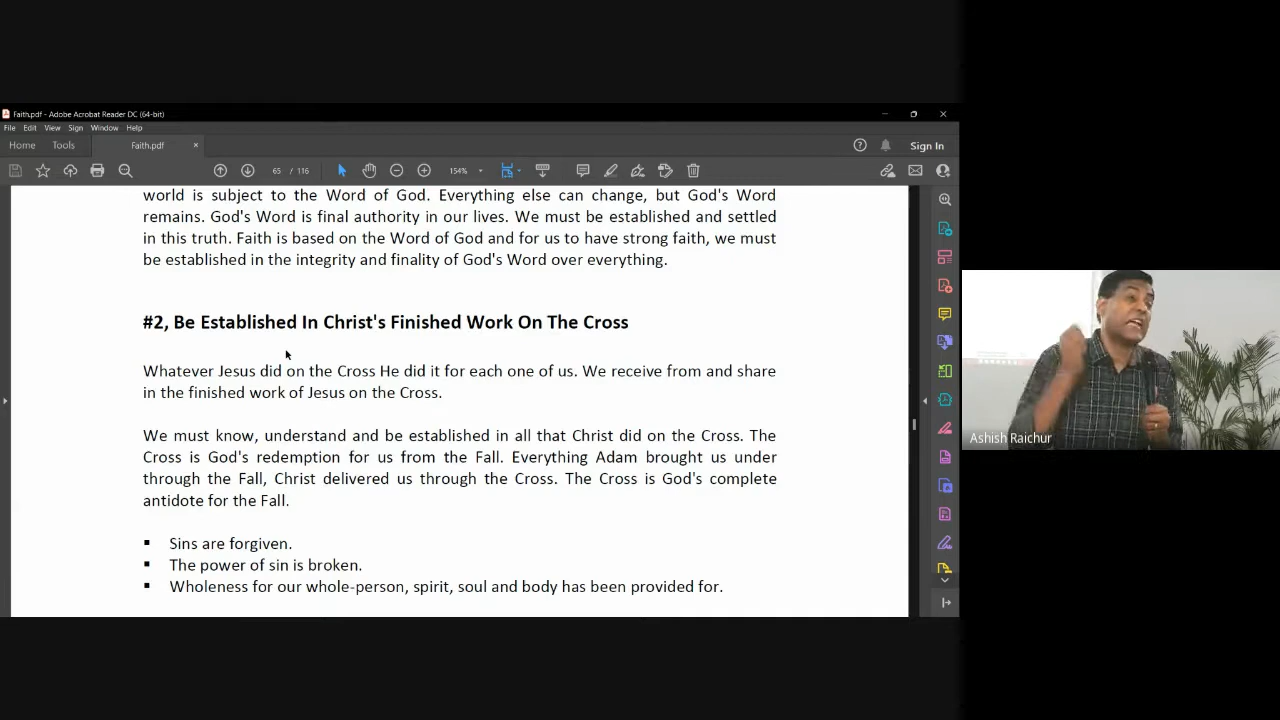 Faith.pdf - Adobe Acrobat Reader DC (64-bit)
File Edit View Sign Window Help
Home Tools Faith.pdf × Sign In
65 / 116 154%
world is subject to the Word of God. Everything else can change, but God's Word
remains. God's Word is final authority in our lives. We must be established and settled
in this truth. Faith is based on the Word of God and for us to have strong faith, we must
be established in the integrity and finality of God's Word over everything.
#2, Be Established In Christ's Finished Work On The Cross
Whatever Jesus did on the Cross He did it for each one of us. We receive from and share
in the finished work of Jesus on the Cross.
We must know, understand and be established in all that Christ did on the Cross. The
Cross is God's redemption for us from the Fall. Everything Adam brought us under
through the Fall, Christ delivered us through the Cross. The Cross is God's complete
antidote for the Fall.
▪ Sins are forgiven.
▪ The power of sin is broken.
▪ Wholeness for our whole-person, spirit, soul and body has been provided for.
Ashish Raichur